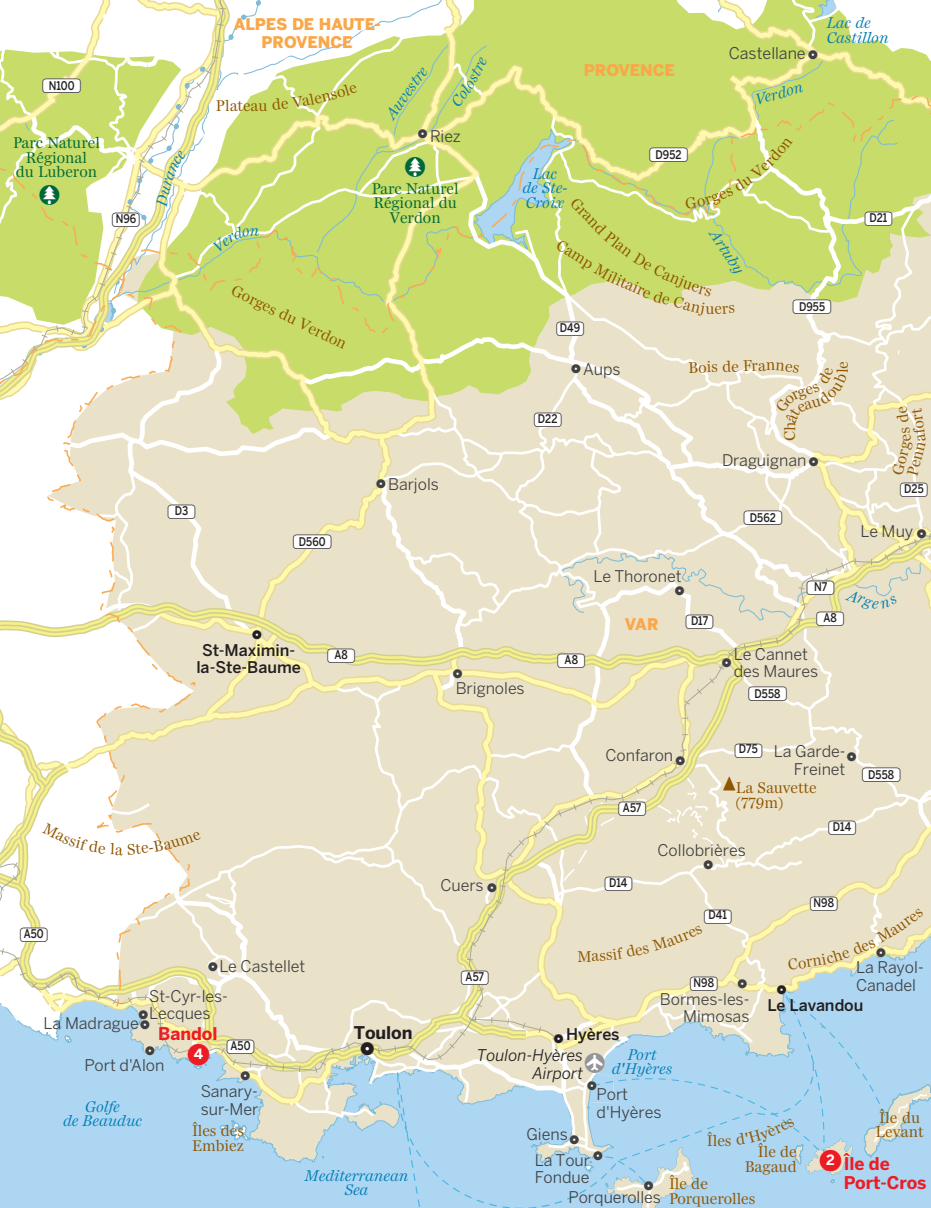 ALPES DE HAUTE-
PROVENCE
Lac de
Castillon
Castellane
PROVENCE
N100
Auvestre
Colostre
Verdon
Plateau de Valensole
Riez
Parc Naturel
Régional
du Luberon
D952
Gorges du Verdon
Durance
Parc Naturel
Régional du
Verdon
Lac
de Ste-
Croix
N96
D21
Verdon
Grand Plan De Canjuers
Artuby
Camp Militaire de Canjuers
Gorges du Verdon
D955
D49
Aups
Bois de Frannes
Gorges de
Châteaudouble
D22
Gorges de
Pennafort
Draguignan
Barjols
D25
D3
D562
D560
Le Muy
Le Thoronet
N7
Argens
VAR
D17
A8
St-Maximin-
la-Ste-Baume
A8
A8
Le Cannet
des Maures
Brignoles
D558
Confaron
D75
La Garde-
Freinet
D558
La Sauvette
(779m)
A57
D14
Massif de la Ste-Baume
Collobrières
Cuers
D14
N98
D41
A50
Massif des Maures
Corniche des Maures
Le Castellet
A57
La Rayol-
Canadel
N98
Bormes-les-
Mimosas
Le Lavandou
St-Cyr-les-
Lecques
La Madrague
Bandol
4
A50
Toulon
Hyères
Toulon-Hyères
Airport
Port
d'Hyères
Port d'Alon
Sanary-
sur-Mer
Port
d'Hyères
Golfe
de Beauduc
Îles des
Embiez
Giens
Îles d'Hyères
Île du
Levant
La Tour
Fondue
Île de
Bagaud
2
Île de
Port-Cros
Mediterranean
Sea
Porquerolles
Île de
Porquerolles